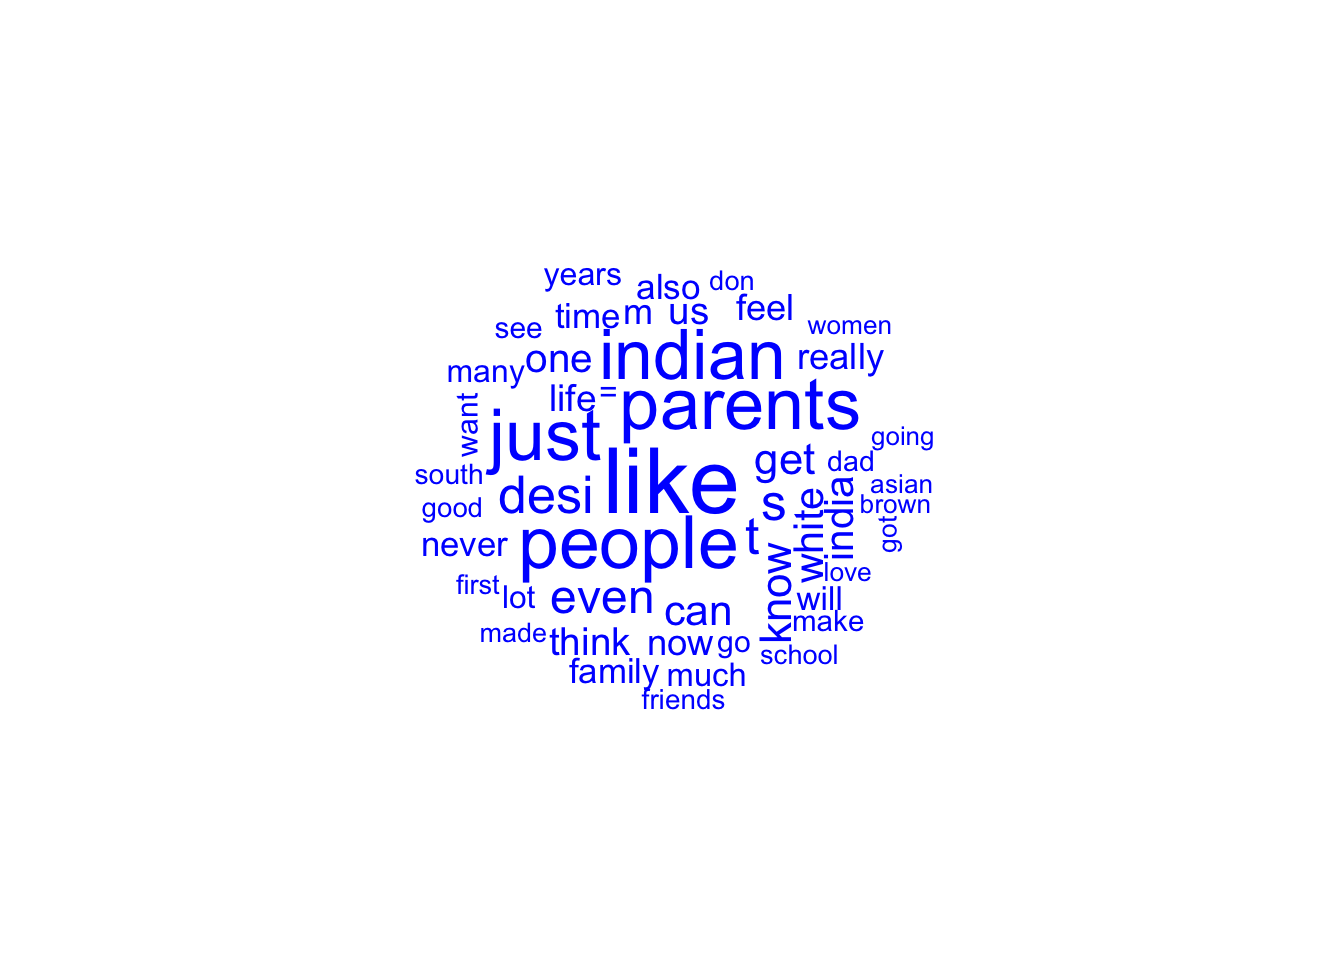 years
also
don
time
m
us
feel
see
women
one
indian
really
many
life
=
parents
want
just
get
dad
going
south
desi
like
s
white
india
asian
good
brown
never
people
t
know
got
first
lot
even
can
love
will
made
think
now
go
make
family
much
school
friends